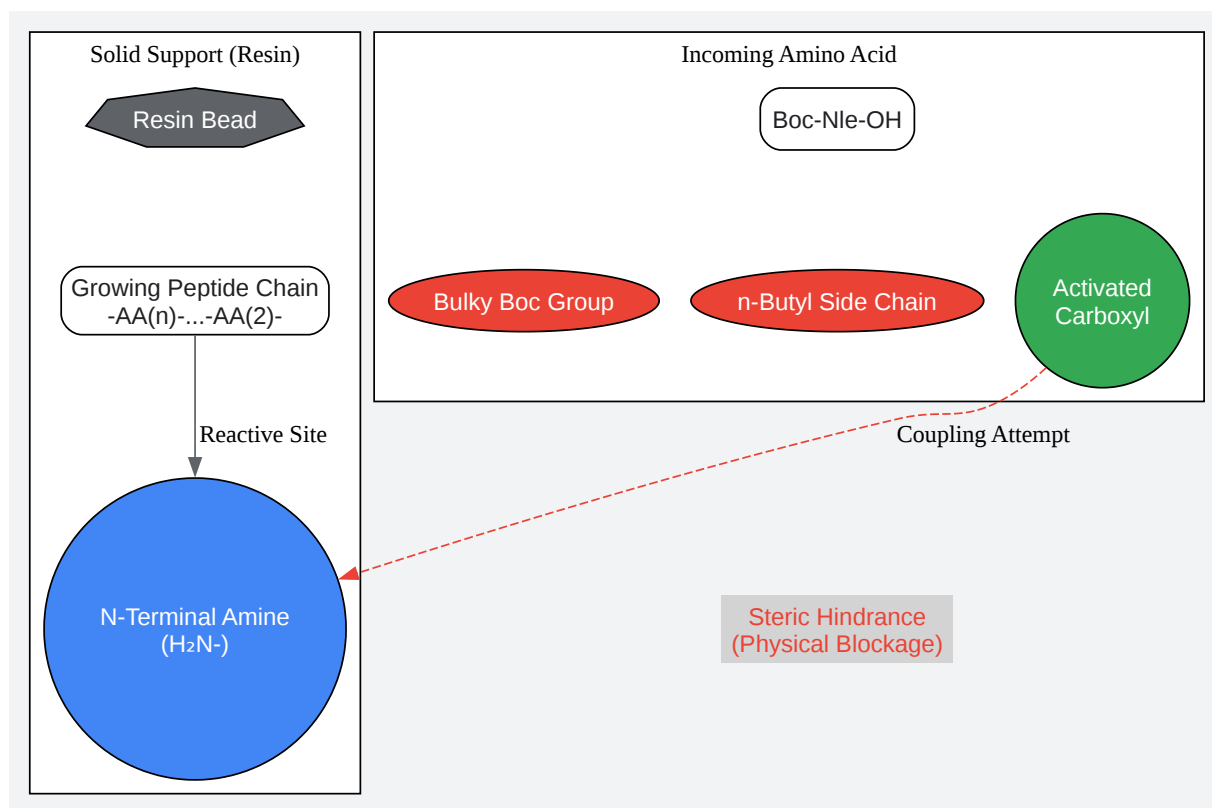 Solid Support (Resin)
Resin Bead
Growing Peptide Chain
-AA(n)-...-AA(2)-
Reactive Site
N-Terminal Amine
(H₂N-)
Incoming Amino Acid
Boc-Nle-OH
Bulky Boc Group
n-Butyl Side Chain
Activated
Carboxyl
Coupling Attempt
Steric Hindrance
(Physical Blockage)